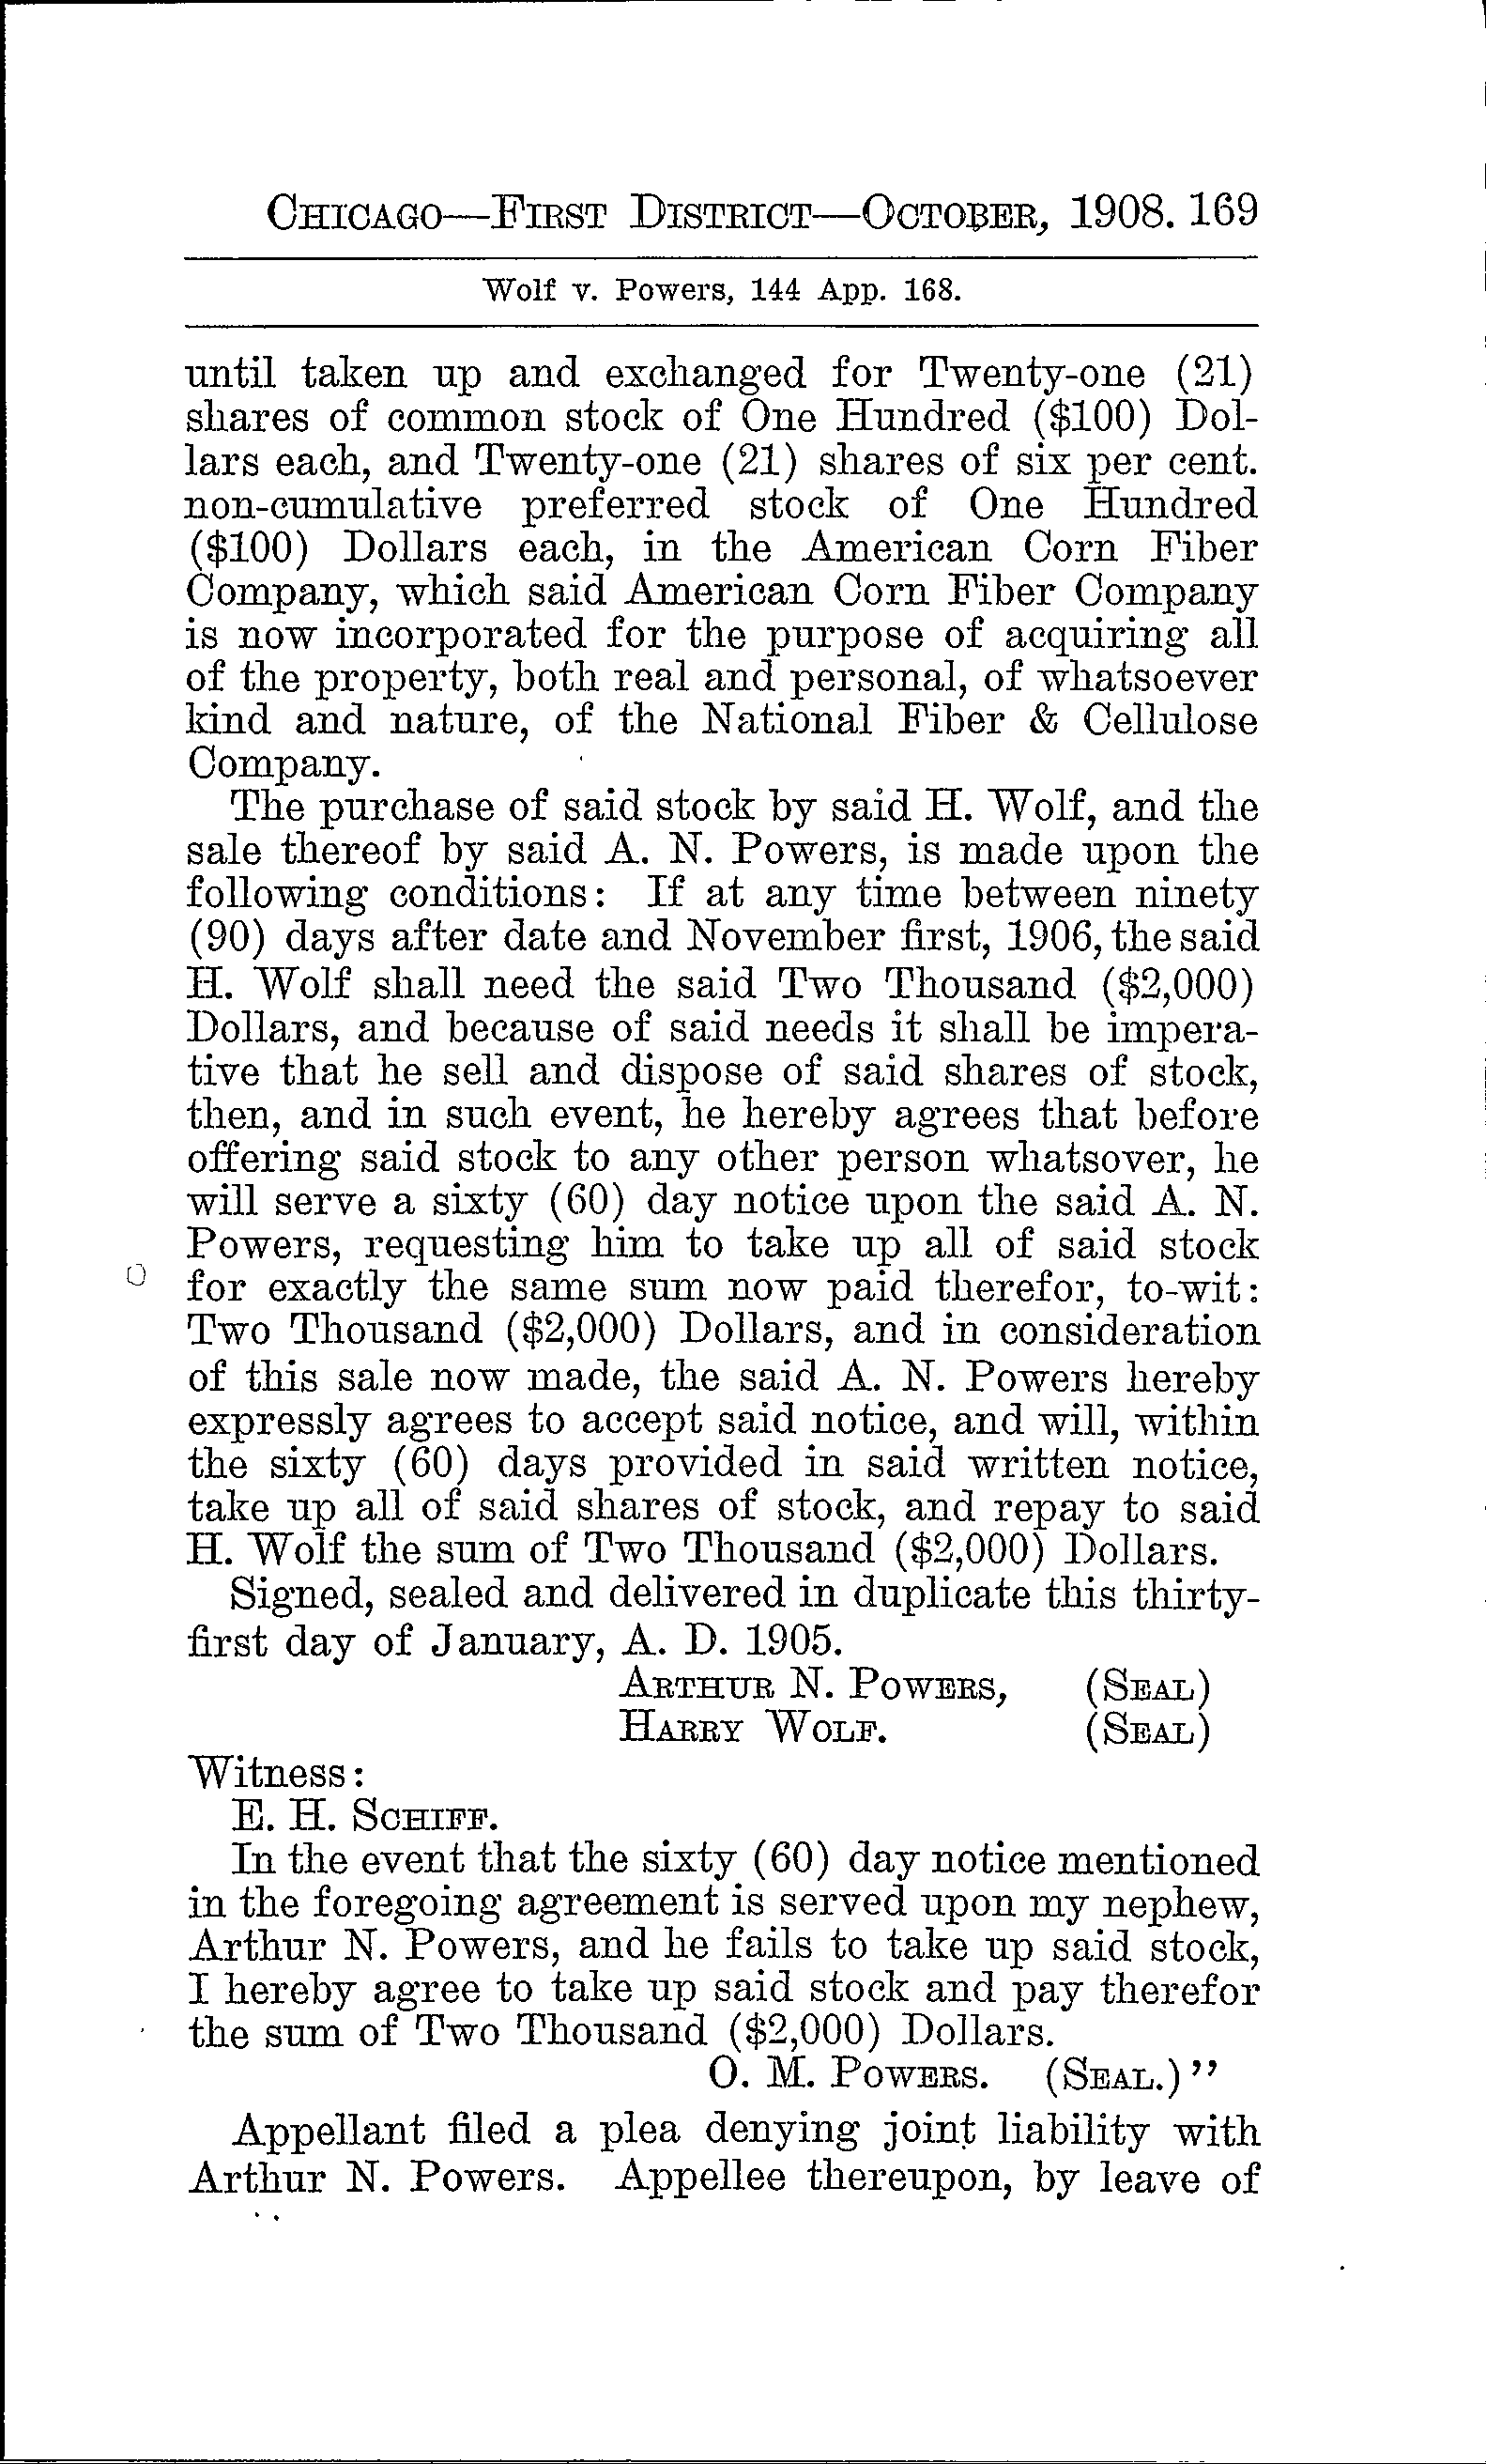 CHICAGO—FIRST DISTRICT—OCTOBER, 1908. 169
Wolf v. Powers, 144 App. 168.
until taken up and exchanged for Twenty-one (21)
shares of common stock of One Hundred ($100) Dol-
lars each, and Twenty-one (21) shares of six per cent.
non-cumulative preferred stock of One Hundred
($100) Dollars each, in the American Corn Fiber
Company, which said American Corn Fiber Company
is now incorporated for the purpose of acquiring all
of the property, both real and personal, of whatsoever
kind and nature, of the National Fiber & Cellulose
Company.
The purchase of said stock by said H. Wolf, and the
sale thereof by said A. N. Powers, is made upon the
following conditions: If at any time between ninety
(90) days after date and November first, 1906, the said
H. Wolf shall need the said Two Thousand ($2,000)
Dollars, and because of said needs it shall be impera-
tive that he sell and dispose of said shares of stock,
then, and in such event, he hereby agrees that before
offering said stock to any other person whatsover, he
will serve a sixty (60) day notice upon the said A. N.
Powers, requesting him to take up all of said stock
for exactly the same sum now paid therefor, to-wit:
Two Thousand ($2,000) Dollars, and in consideration
of this sale now made, the said A. N. Powers hereby
expressly agrees to accept said notice, and will, within
the sixty (60) days provided in said written notice,
take up all of said shares of stock, and repay to said
H. Wolf the sum of Two Thousand ($2,000) Dollars.
Signed, sealed and delivered in duplicate this thirty-
first day of January, A. D. 1905.
ARTHUR N. POWERS, (SEAL)
HARRY WOLF. (SEAL)
Witness:
E. H. SCHIFF.
In the event that the sixty (60) day notice mentioned
in the foregoing agreement is served upon my nephew,
Arthur N. Powers, and he fails to take up said stock,
I hereby agree to take up said stock and pay therefor
the sum of Two Thousand ($2,000) Dollars.
O. M. POWERS. (SEAL.)”
Appellant filed a plea denying joint liability with
Arthur N. Powers. Appellee thereupon, by leave of